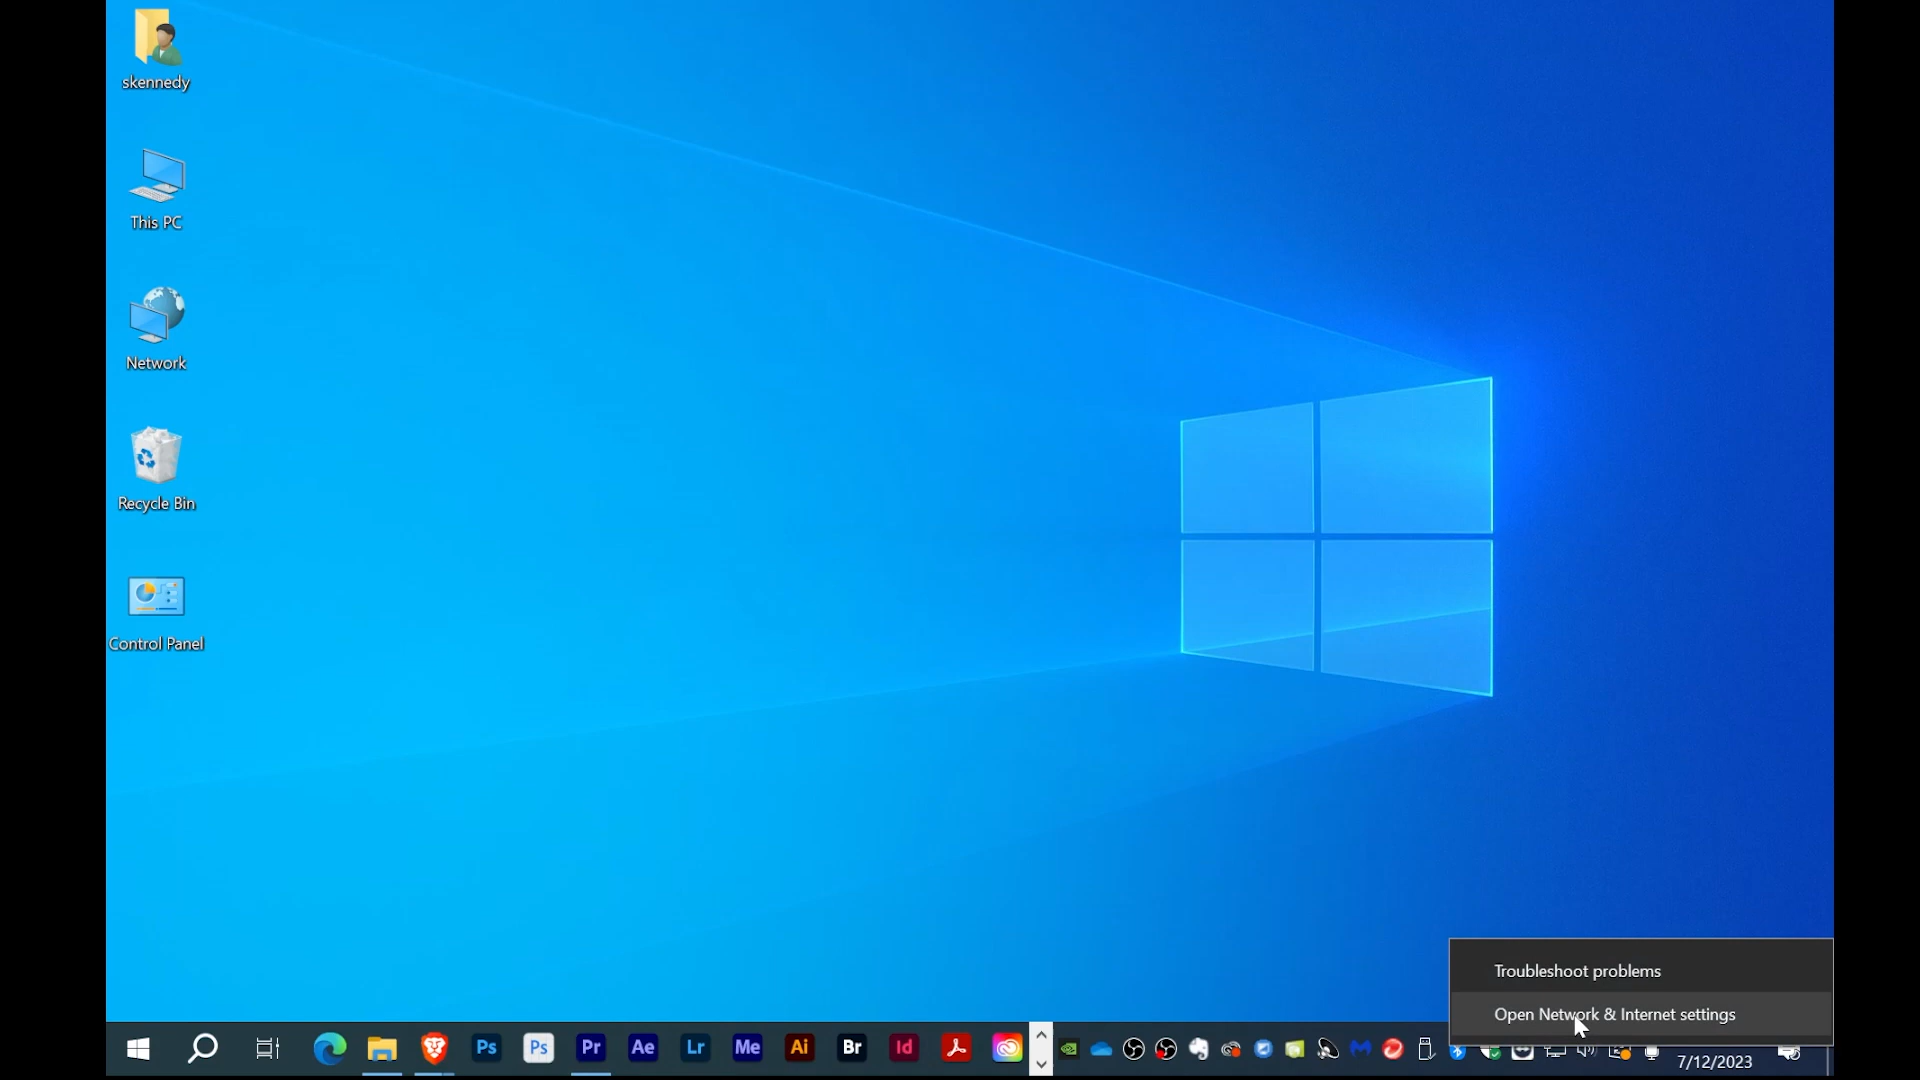 skennedy
This PC
Network
Recycle Bin
Control Panel
Troubleshoot problems
Open Network & Internet settings
Ps
Ps
Pr
Ae
Lr
Me
Ai
Br
Id
7/12/2023